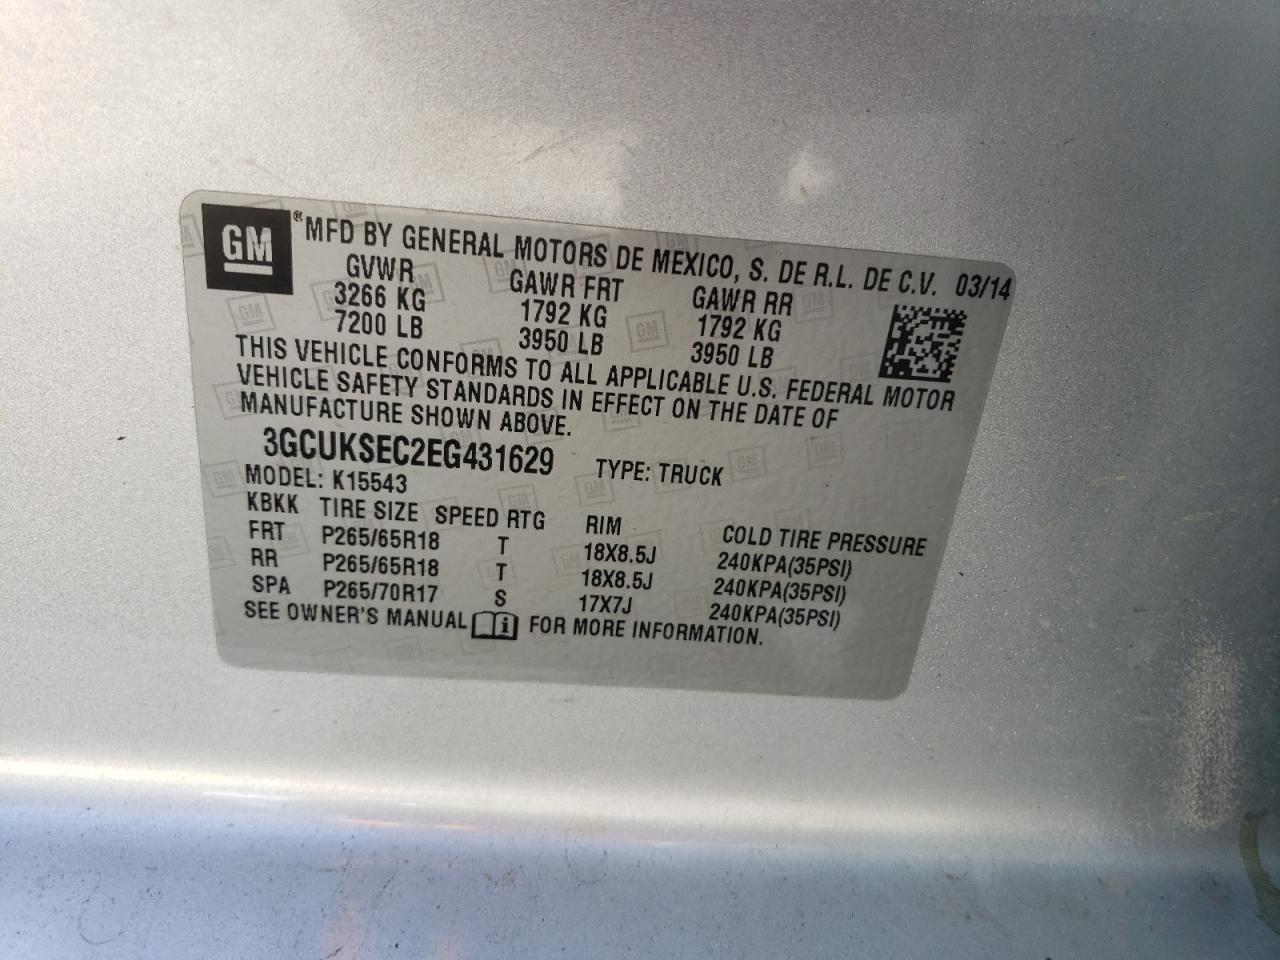 GM ® MFD BY GENERAL MOTORS DE MEXICO, S. DE R.L. DE C.V. 03/14
GVWR GAWR FRT GAWR RR
3266 KG 1792 KG 1792 KG
7200 LB 3950 LB 3950 LB
THIS VEHICLE CONFORMS TO ALL APPLICABLE U.S. FEDERAL MOTOR
VEHICLE SAFETY STANDARDS IN EFFECT ON THE DATE OF
MANUFACTURE SHOWN ABOVE.
3GCUKSEC2EG431629 TYPE: TRUCK
MODEL: K15543
KBKK TIRE SIZE SPEED RTG RIM COLD TIRE PRESSURE
FRT P265/65R18 T 18X8.5J 240KPA(35PSI)
RR P265/65R18 T 18X8.5J 240KPA(35PSI)
SPA P265/70R17 S 17X7J 240KPA(35PSI)
SEE OWNER'S MANUAL i FOR MORE INFORMATION.